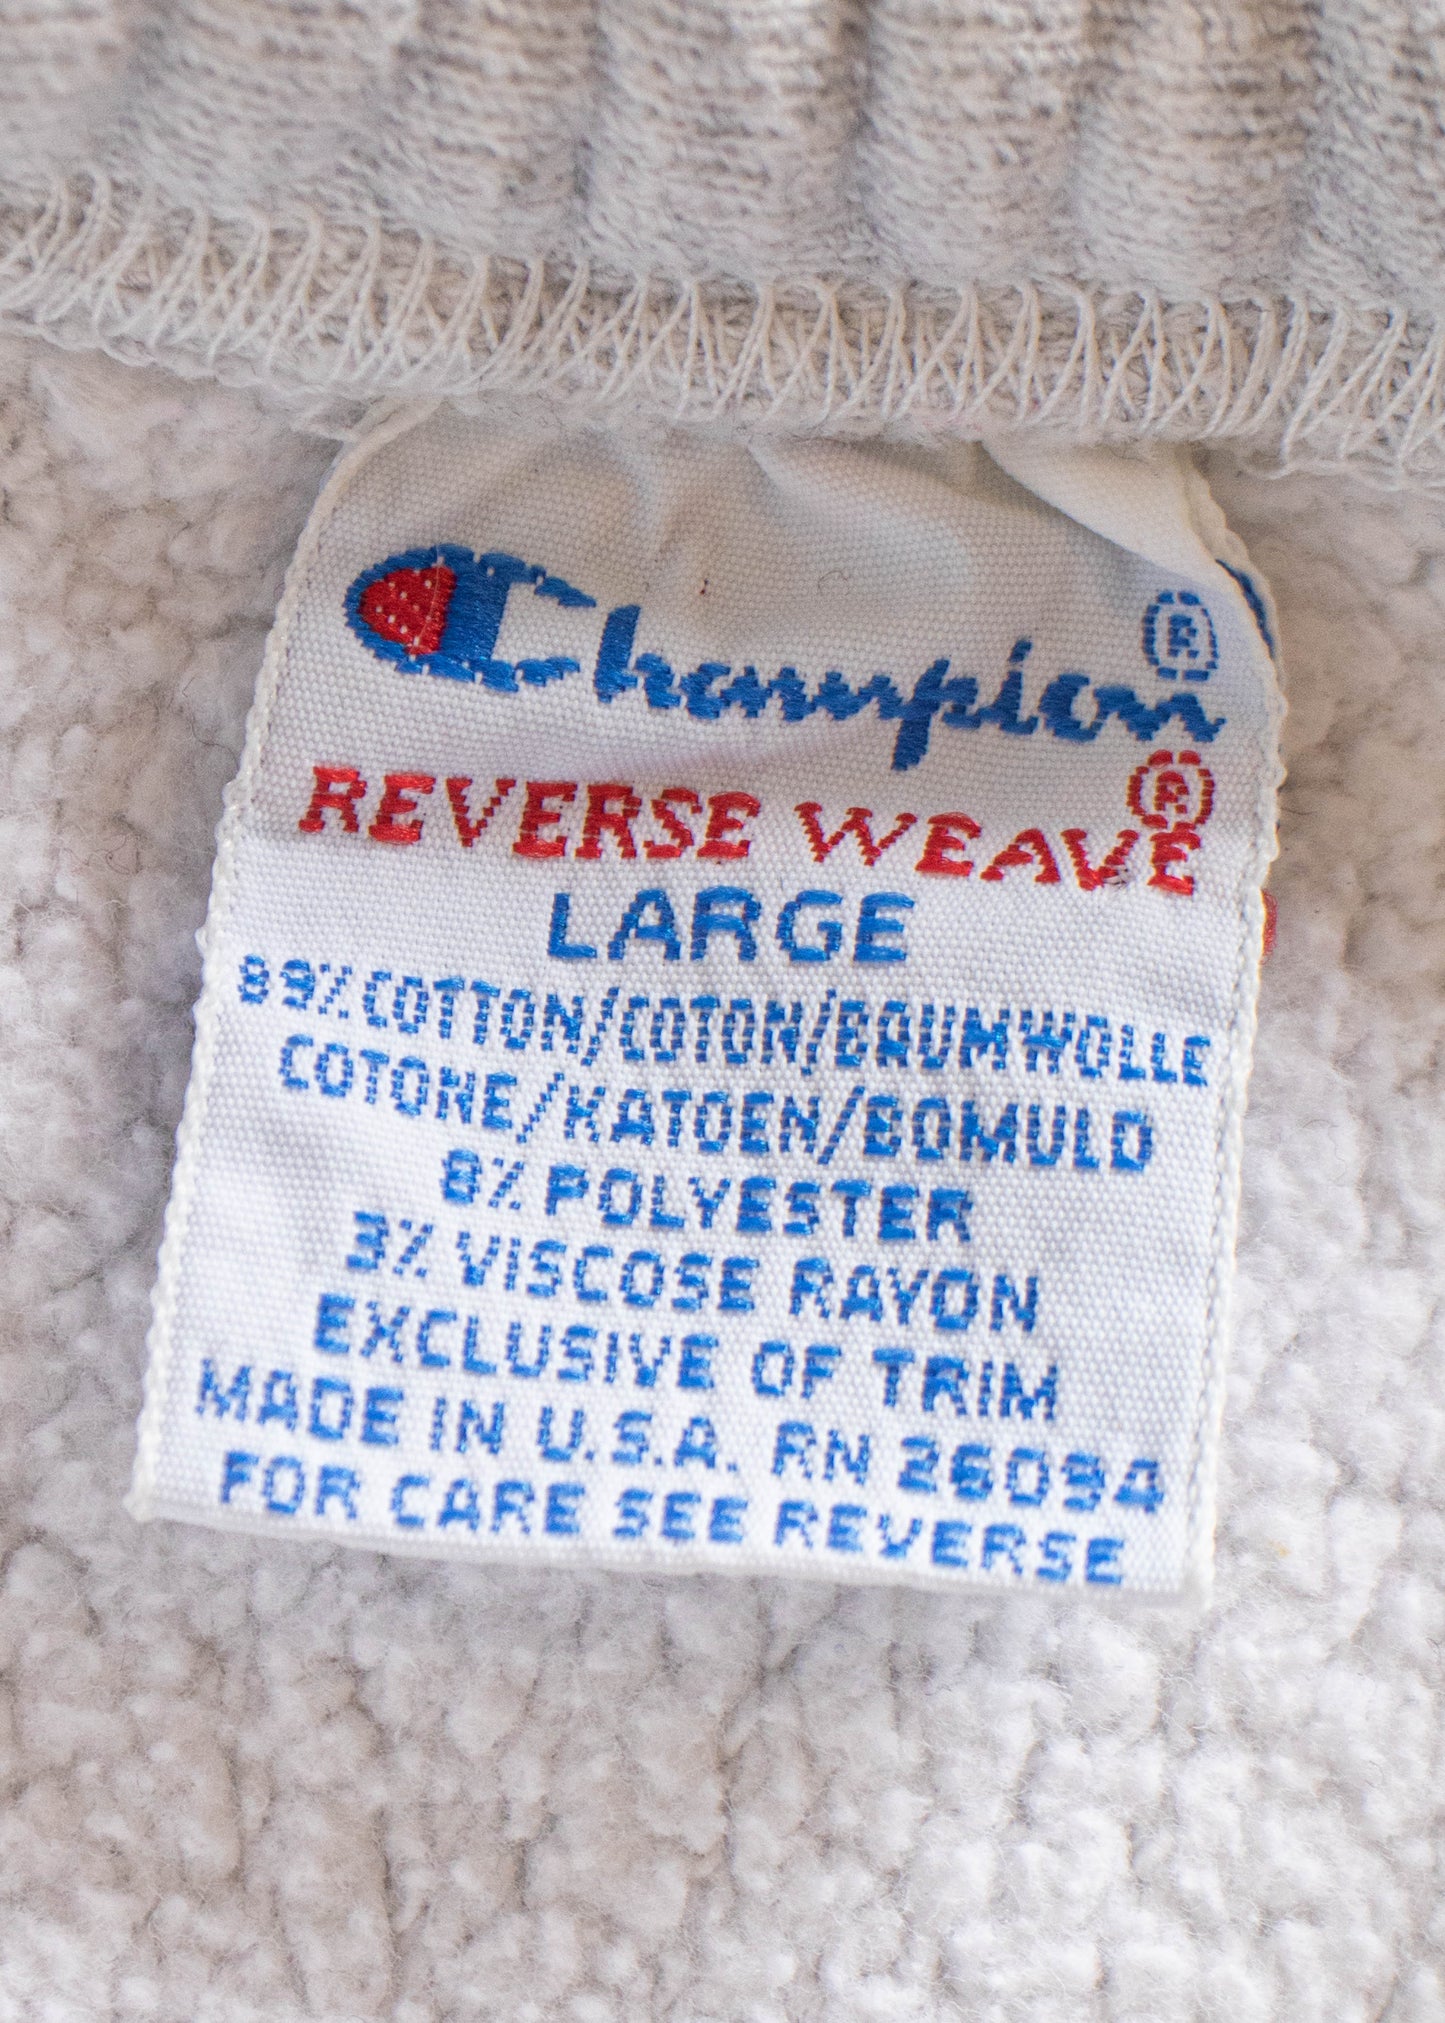 Champion®
REVERSE WEAVE®
LARGE
89% COTTON/COTON/BAUMWOLLE
COTONE/KATOEN/BOMULD
8% POLYESTER
3% VISCOSE RAYON
EXCLUSIVE OF TRIM
MADE IN U.S.A. RN 26094
FOR CARE SEE REVERSE